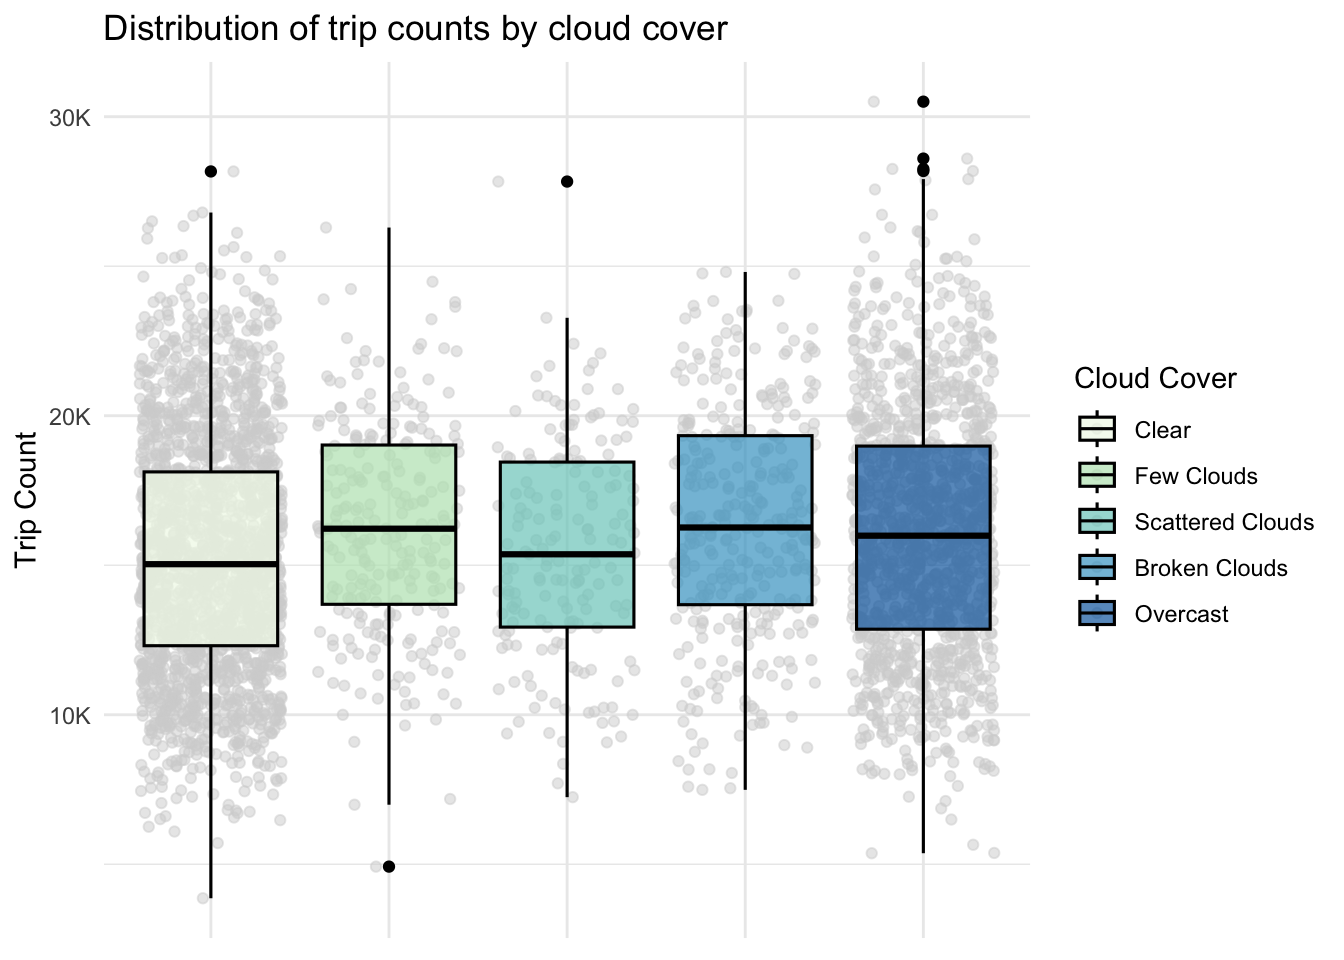 Distribution of trip counts by cloud cover
Trip Count
30K
20K
10K
Cloud Cover
Clear
Few Clouds
Scattered Clouds
Broken Clouds
Overcast